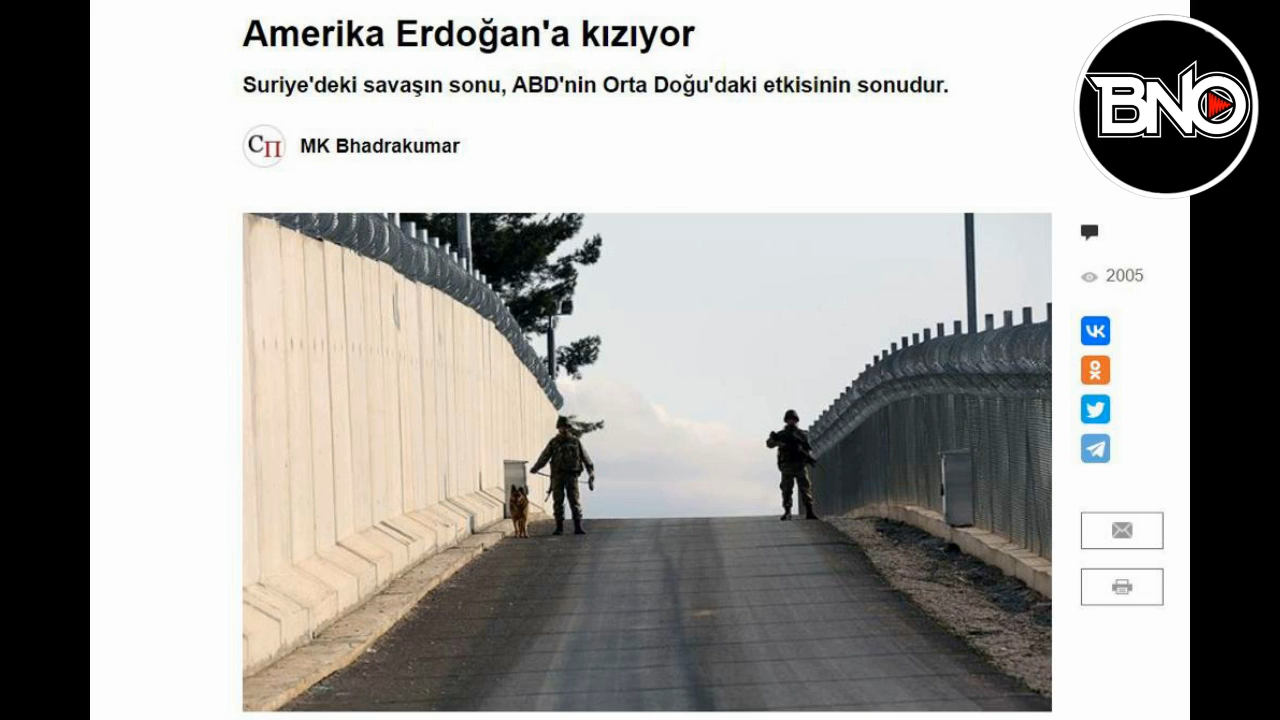 Amerika Erdoğan'a kızıyor
Suriye'deki savaşın sonu, ABD'nin Orta Doğu'daki etkisinin sonudur.
СП MK Bhadrakumar
BNO
2005